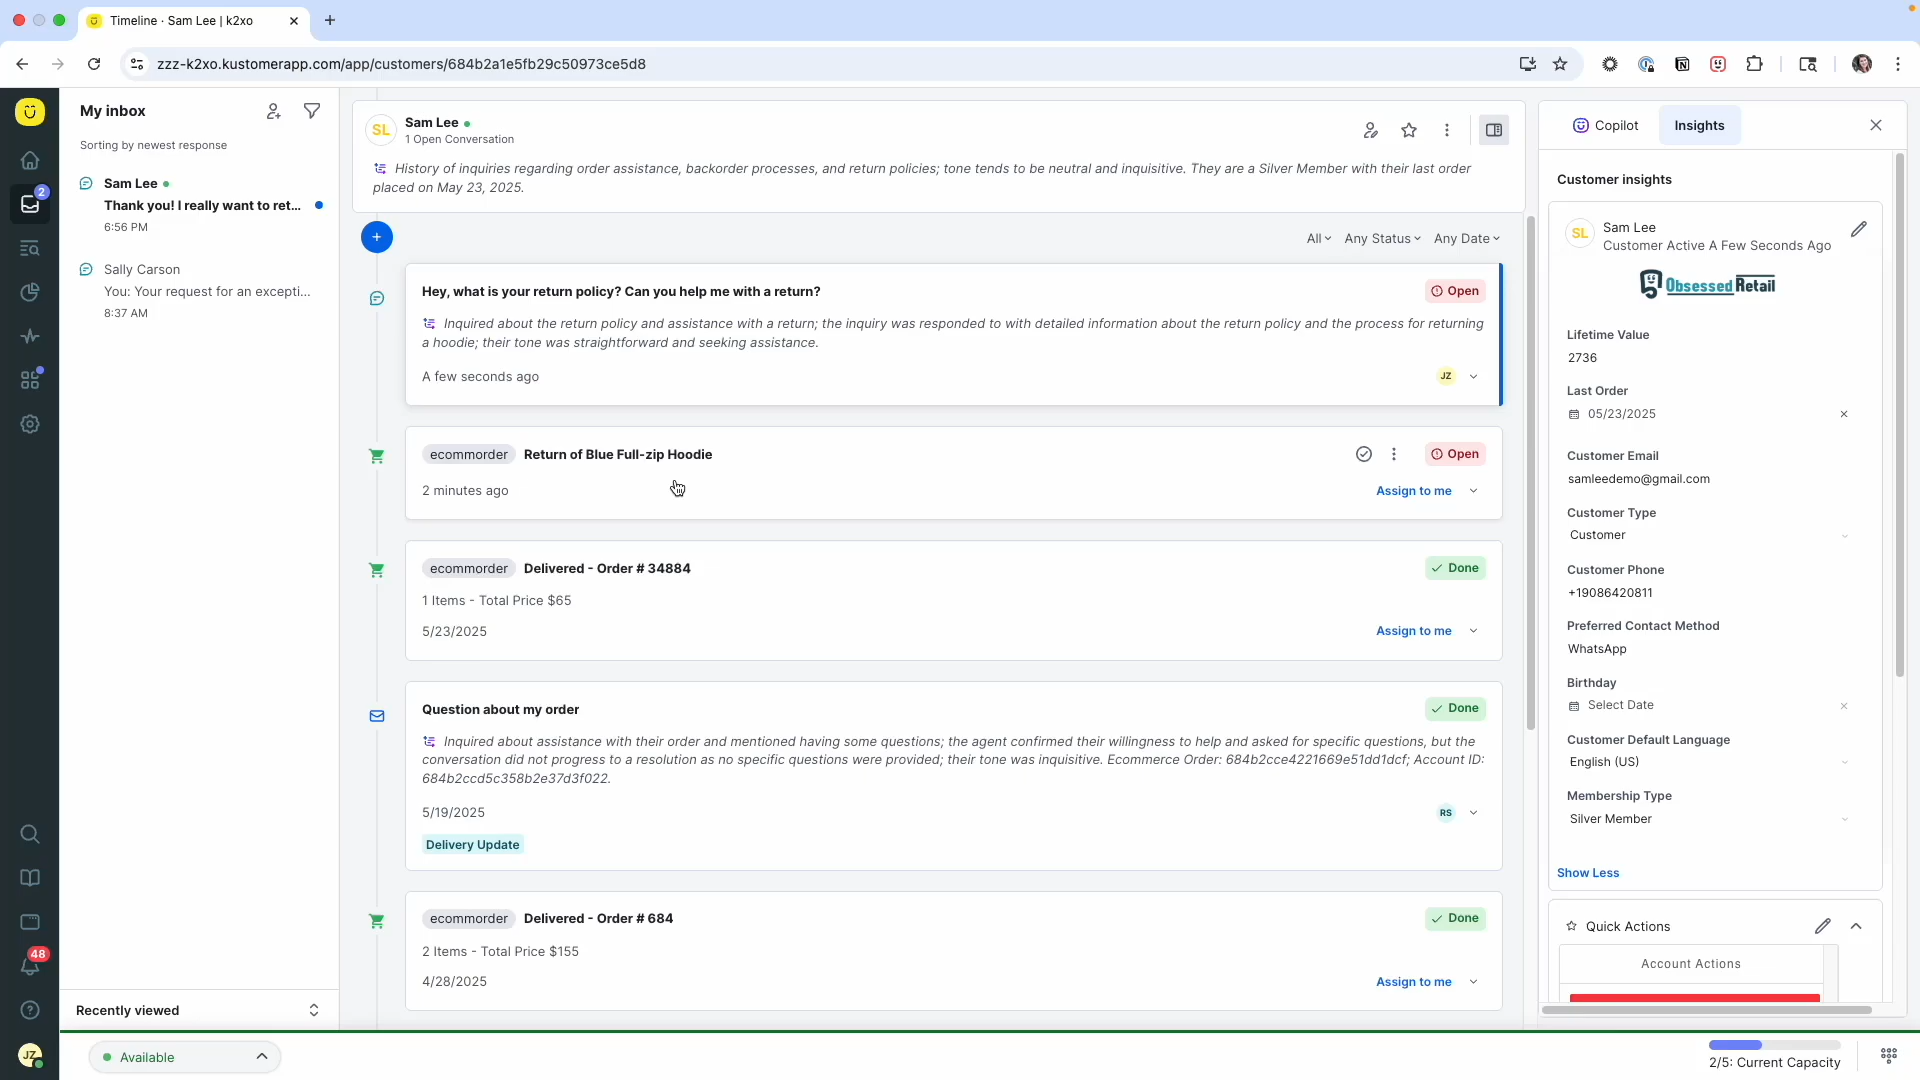 Timeline · Sam Lee | k2xo
zzz-k2xo.kustomerapp.com/app/customers/684b2a1e5fb29c50973ce5d8
2
48
JZ
My inbox
Sorting by newest response
Sam Lee
Thank you! I really want to ret...
6:56 PM
Sally Carson
You: Your request for an excepti...
8:37 AM
Recently viewed
Available
SL
Sam Lee
1 Open Conversation
History of inquiries regarding order assistance, backorder processes, and return policies; tone tends to be neutral and inquisitive. They are a Silver Member with their last order
placed on May 23, 2025.
All
Any Status
Any Date
Hey, what is your return policy? Can you help me with a return?
Open
Inquired about the return policy and assistance with a return; the inquiry was responded to with detailed information about the return policy and the process for returning
a hoodie; their tone was straightforward and seeking assistance.
A few seconds ago
JZ
ecommorder Return of Blue Full-zip Hoodie
Open
2 minutes ago
Assign to me
ecommorder Delivered - Order # 34884
Done
1 Items - Total Price $65
5/23/2025
Assign to me
Question about my order
Done
Inquired about assistance with their order and mentioned having some questions; the agent confirmed their willingness to help and asked for specific questions, but the
conversation did not progress to a resolution as no specific questions were provided; their tone was inquisitive. Ecommerce Order: 684b2cce4221669e51dd1dcf; Account ID:
684b2ccd5c358b2e37d3f022.
5/19/2025
RS
Delivery Update
ecommorder Delivered - Order # 684
Done
2 Items - Total Price $155
4/28/2025
Assign to me
Copilot
Insights
Customer insights
SL
Sam Lee
Customer Active A Few Seconds Ago
Obsessed Retail
Lifetime Value
2736
Last Order
05/23/2025
Customer Email
samleedemo@gmail.com
Customer Type
Customer
Customer Phone
+19086420811
Preferred Contact Method
WhatsApp
Birthday
Select Date
Customer Default Language
English (US)
Membership Type
Silver Member
Show Less
Quick Actions
Account Actions
2/5: Current Capacity